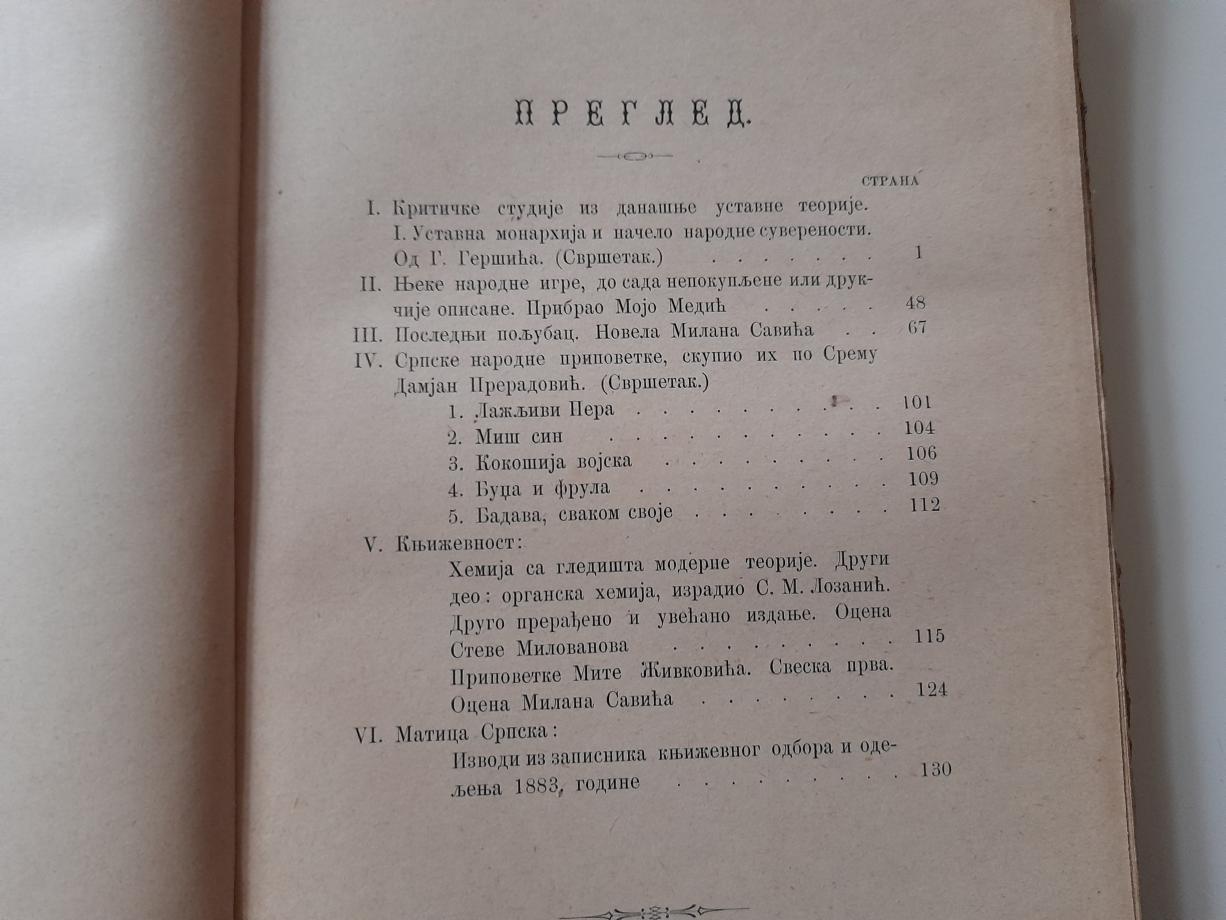 ПРЕГЛЕД.
СТРАНА
I. Критичке студије из данашње уставне теорије.
I. Уставна монархија и начело народне суверености.
Од Г. Гершића. (Свршетак.) . . . . . . . 1
II. Њеке народне игре, до сада непокупљене или друк-
чије описане. Прибрао Мојо Медић . . . . . 48
III. Последњи пољубац. Новела Милана Савића . . 67
IV. Српске народне приповетке, скупио их по Срему
Дамјан Прерадовић. (Свршетак.)
1. Лажљиви Пера . . . . . . . . . . 101
2. Миш син . . . . . . . . . . . 104
3. Кокошија војска . . . . . . . . . 106
4. Буџа и фрула . . . . . . . . . . 109
5. Бадава, сваком своје . . . . . . . . 112
V. Књижевност:
Хемија са гледишта модерне теорије. Други
део: органска хемија, израдио С. М. Лозанић.
Друго прерађено и увећано издање. Оцена
Стеве Милованова . . . . . . . . . 115
Приповетке Мите Живковића. Свеска прва.
Оцена Милана Савића . . . . . . . 124
VI. Матица Српска:
Изводи из записника књижевног одбора и оде-
љења 1883, године . . . . . . . . 130